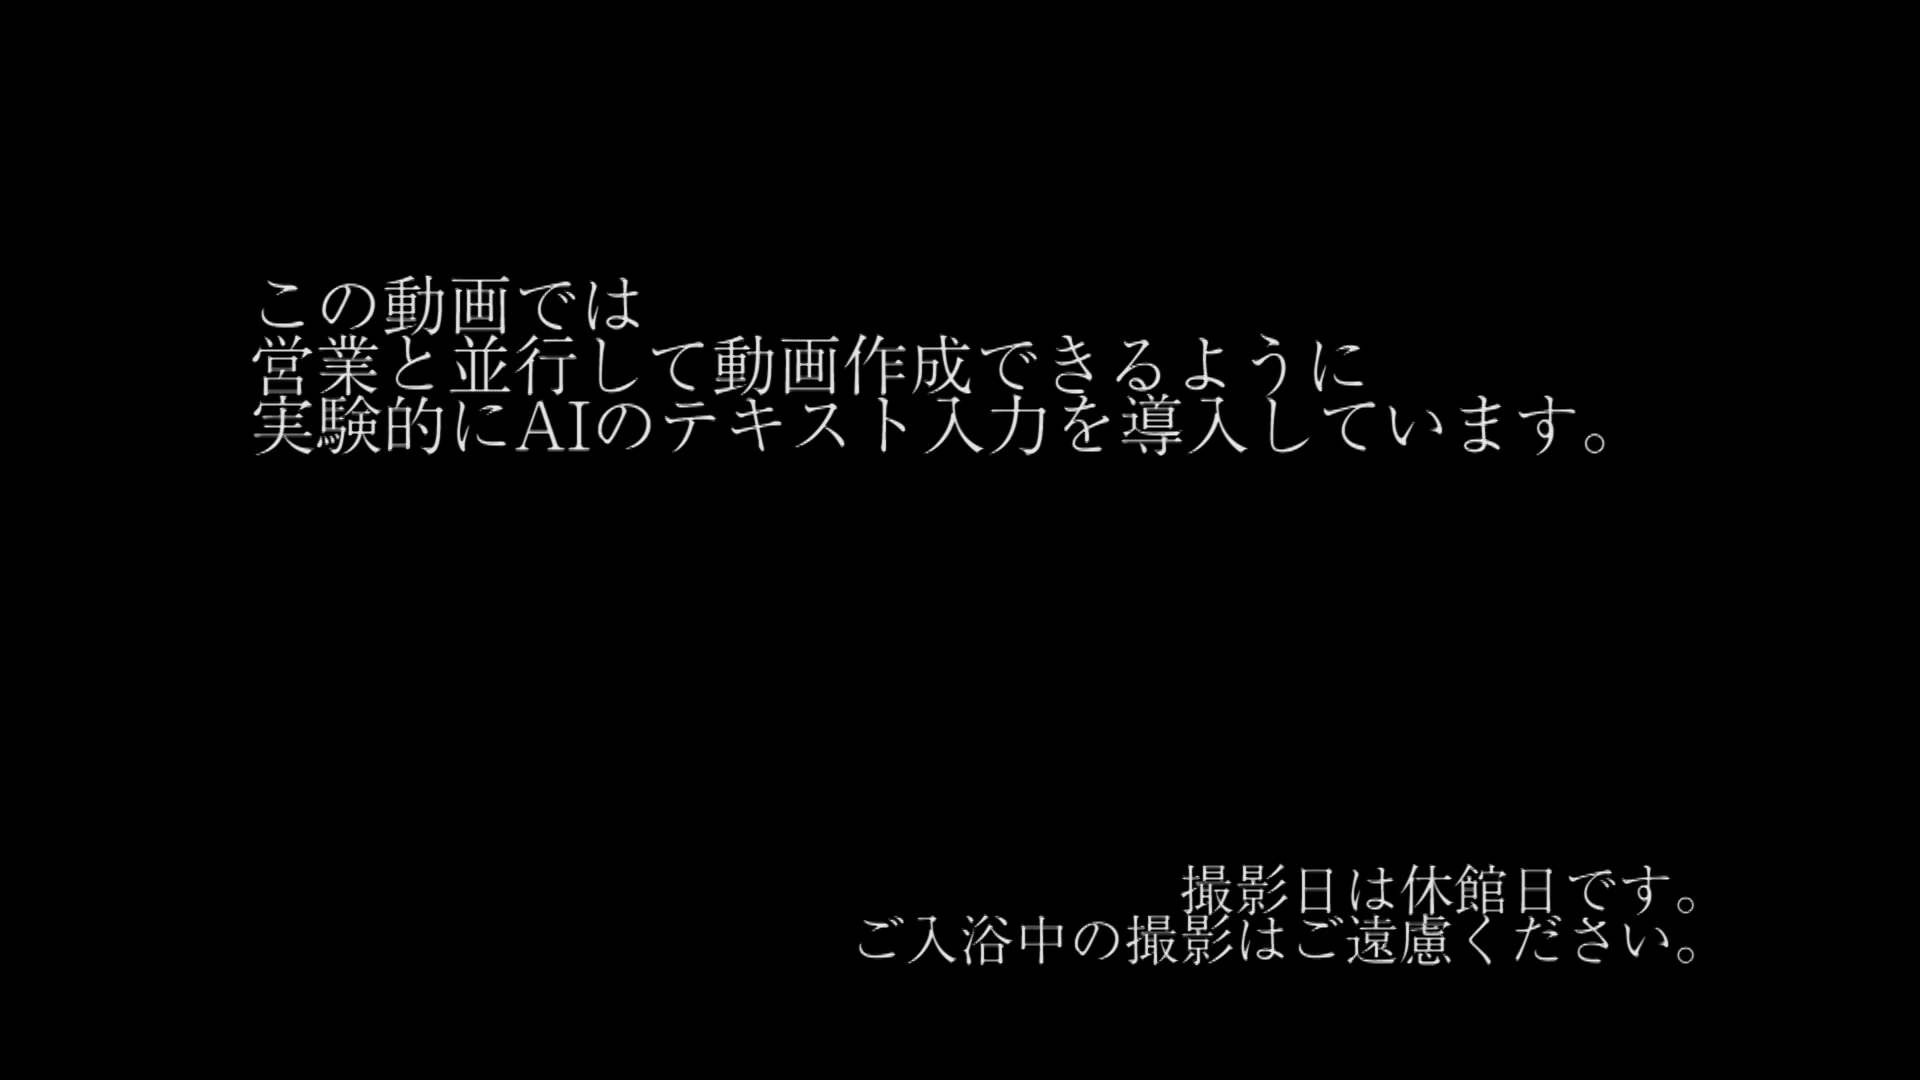 この動画では
営業と並行して動画作成できるように
実験的にAIのテキスト入力を導入しています。
撮影日は休館日です。
ご入浴中の撮影はご遠慮ください。